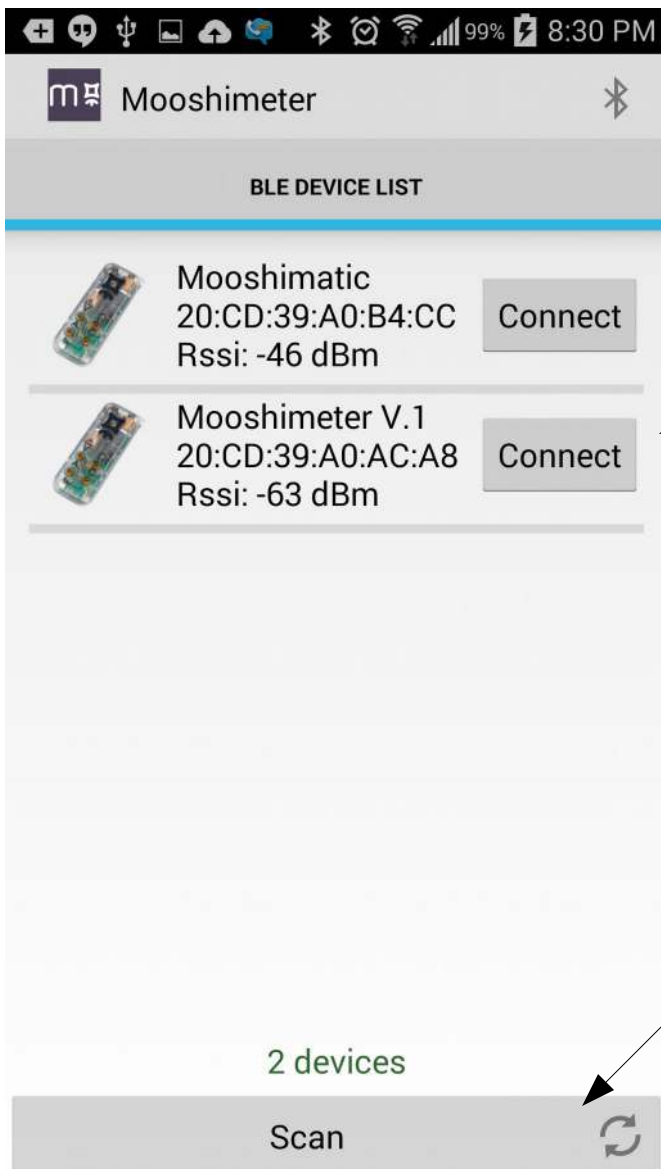 99% 8:30 PM
m Mooshimeter
BLE DEVICE LIST
Mooshimatic
20:CD:39:A0:B4:CC
Rssi: -46 dBm
Connect
Mooshimeter V.1
20:CD:39:A0:AC:A8
Rssi: -63 dBm
Connect
2 devices
Scan